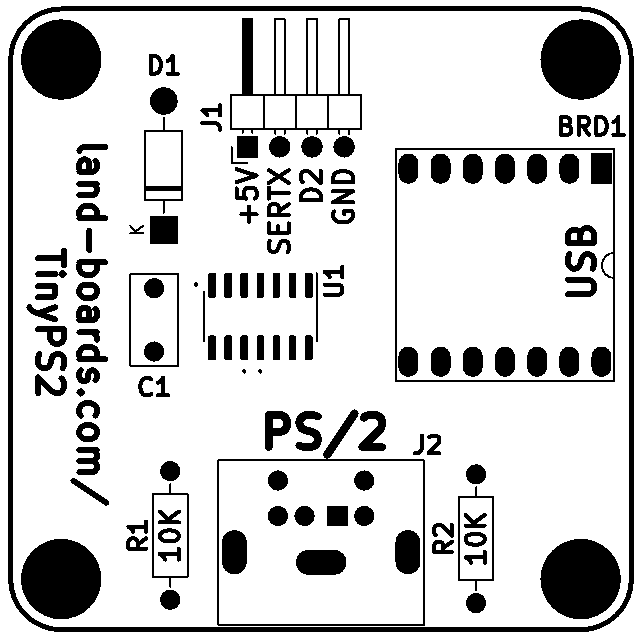 D1
J1
BRD1
+5V
SERTX
D2
GND
K
land-boards.com/
TinyPS2
USB
U1
C1
PS/2
J2
R1
10K
R2
10K